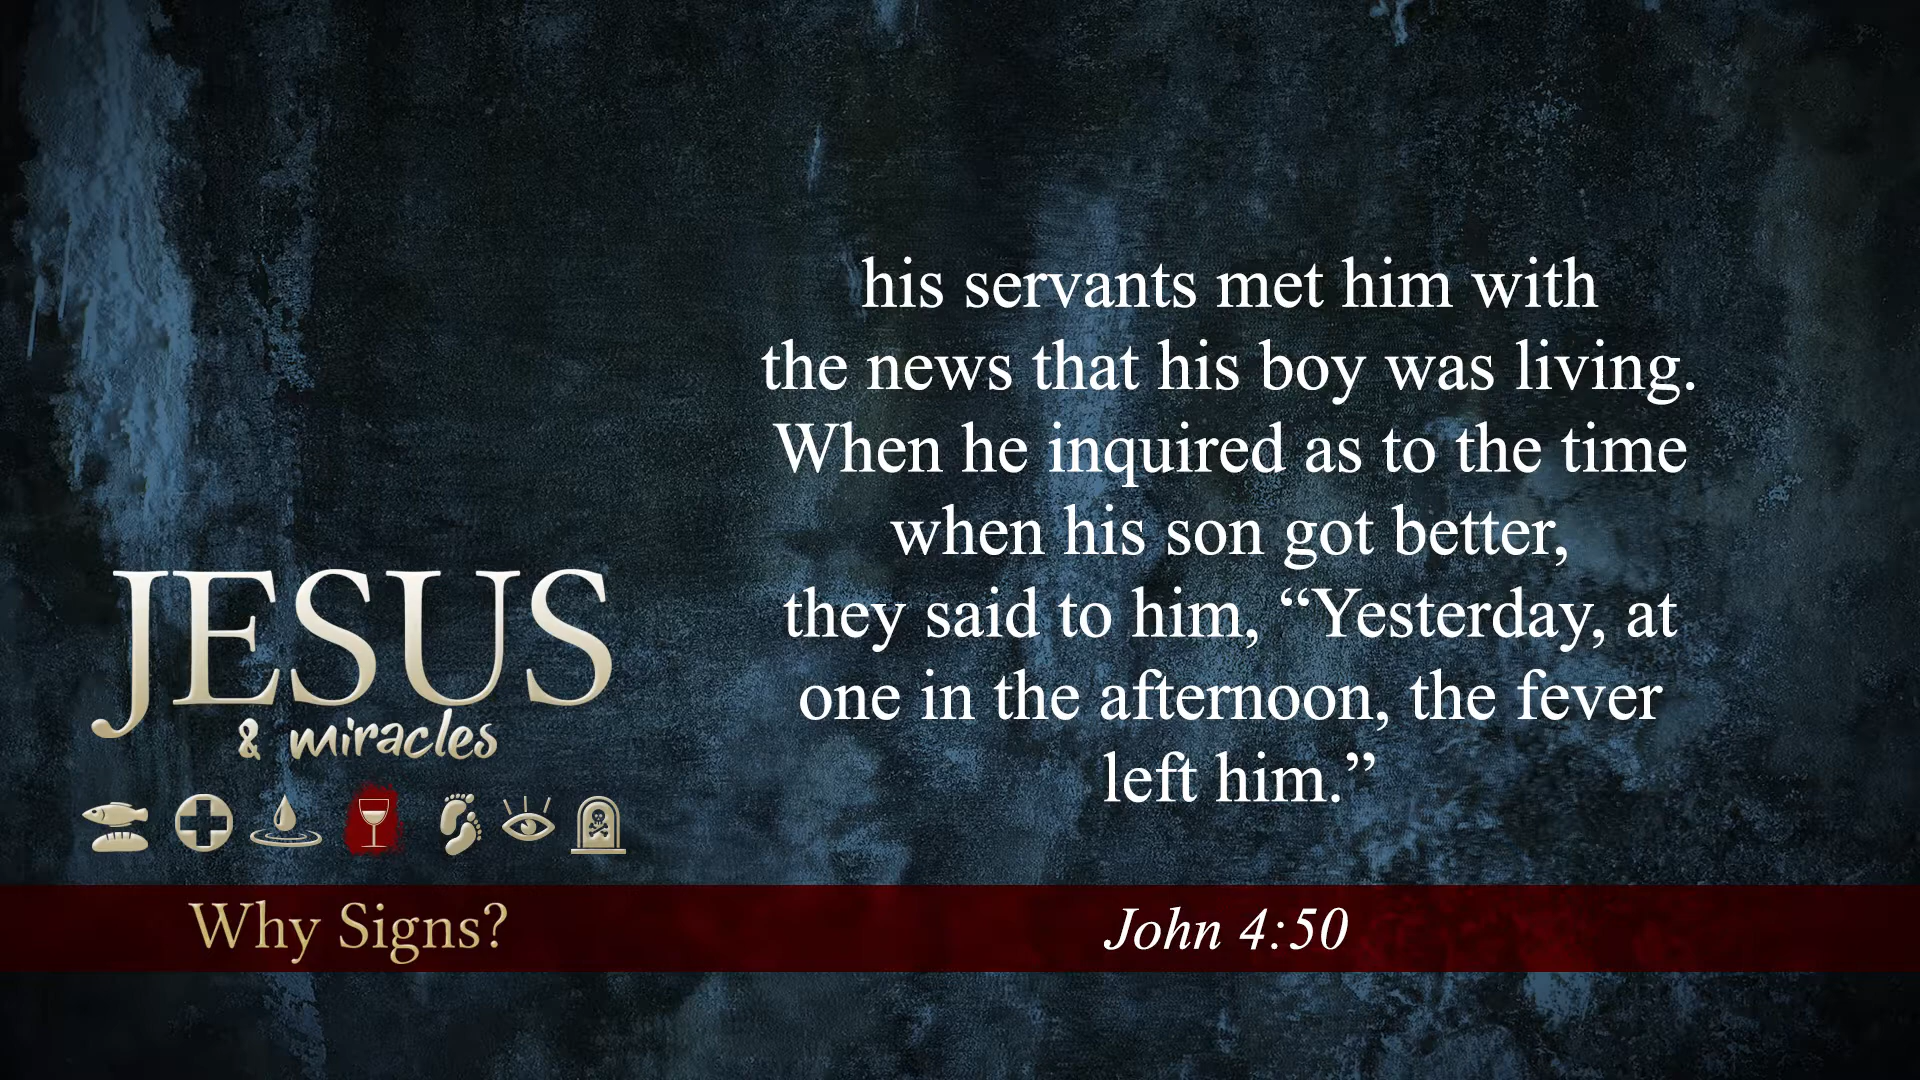 his servants met him with
the news that his boy was living.
When he inquired as to the time
when his son got better,
they said to him, “Yesterday, at
one in the afternoon, the fever
left him.”
JESUS
& miracles
Why Signs?
John 4:50